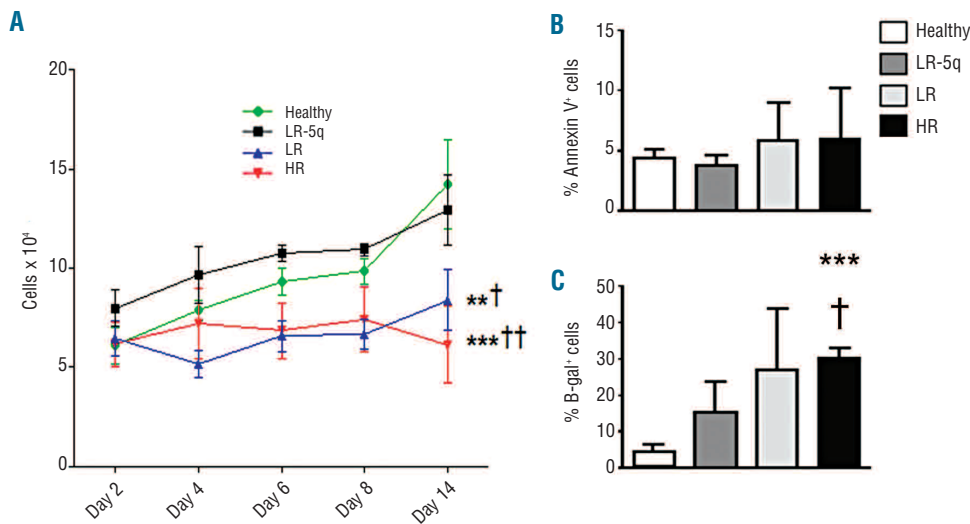 A
Cells x 10⁴
20
15
10
5
0
Healthy
LR-5q
LR
HR
**†
***††
Day 2
Day 4
Day 6
Day 8
Day 14
B
% Annexin V⁺ cells
15
10
5
0
Healthy
LR-5q
LR
HR
C
% B-gal⁺ cells
50
40
30
20
10
0
***
†